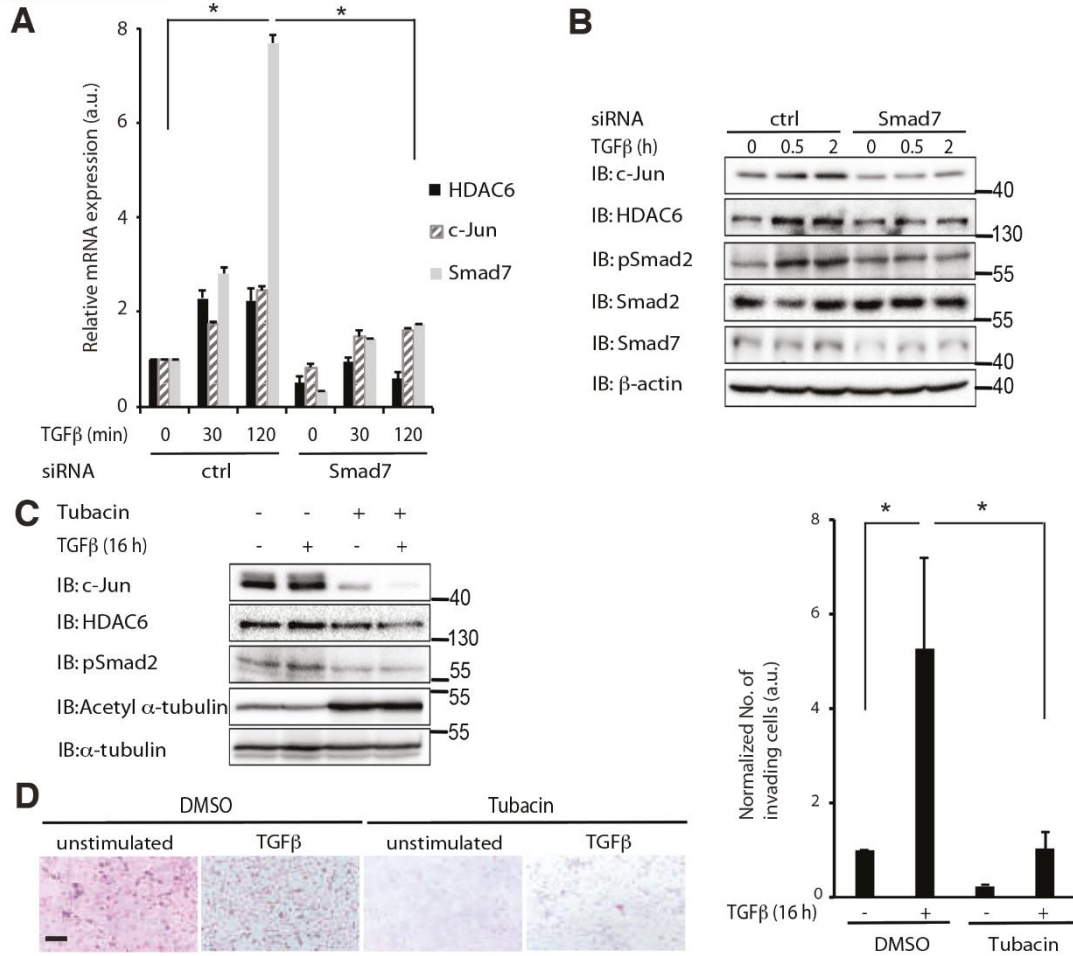 A
*
*
8
6
4
2
0
Relative mRNA expression (a.u.)
HDAC6
c-Jun
Smad7
TGFβ (min) 0 30 120 0 30 120
siRNA ctrl Smad7
B
siRNA ctrl Smad7
TGFβ (h) 0 0.5 2 0 0.5 2
IB: c-Jun 40
IB: HDAC6 130
IB: pSmad2 55
IB: Smad2 55
IB: Smad7 40
IB: β-actin 40
C
Tubacin - - + +
TGFβ (16 h) - + - +
IB: c-Jun 40
IB: HDAC6 130
IB: pSmad2 55
IB:Acetyl α-tubulin 55
IB:α-tubulin 55
D
DMSO Tubacin
unstimulated TGFβ unstimulated TGFβ
*
*
8
6
4
2
0
Normalized No. of
invading cells (a.u.)
TGFβ (16 h) - + - +
DMSO Tubacin